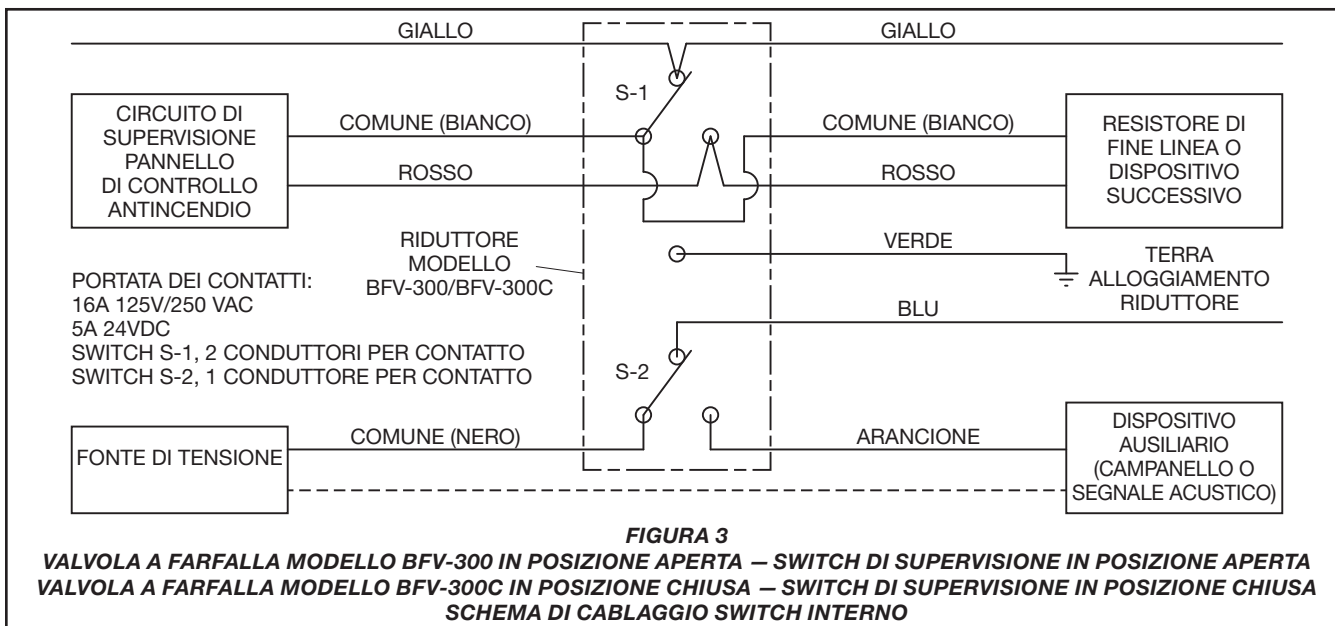 GIALLO
GIALLO
S-1
CIRCUITO DI
SUPERVISIONE
PANNELLO
DI CONTROLLO
ANTINCENDIO
COMUNE (BIANCO)
ROSSO
COMUNE (BIANCO)
ROSSO
RESISTORE DI
FINE LINEA O
DISPOSITIVO
SUCCESSIVO
RIDUTTORE
MODELLO
BFV-300/BFV-300C
VERDE
TERRA
ALLOGGIAMENTO
RIDUTTORE
PORTATA DEI CONTATTI:
16A 125V/250 VAC
5A 24VDC
SWITCH S-1, 2 CONDUTTORI PER CONTATTO
SWITCH S-2, 1 CONDUTTORE PER CONTATTO
BLU
S-2
FONTE DI TENSIONE
COMUNE (NERO)
ARANCIONE
DISPOSITIVO
AUSILIARIO
(CAMPANELLO O
SEGNALE ACUSTICO)
FIGURA 3
VALVOLA A FARFALLA MODELLO BFV-300 IN POSIZIONE APERTA — SWITCH DI SUPERVISIONE IN POSIZIONE APERTA
VALVOLA A FARFALLA MODELLO BFV-300C IN POSIZIONE CHIUSA — SWITCH DI SUPERVISIONE IN POSIZIONE CHIUSA
SCHEMA DI CABLAGGIO SWITCH INTERNO